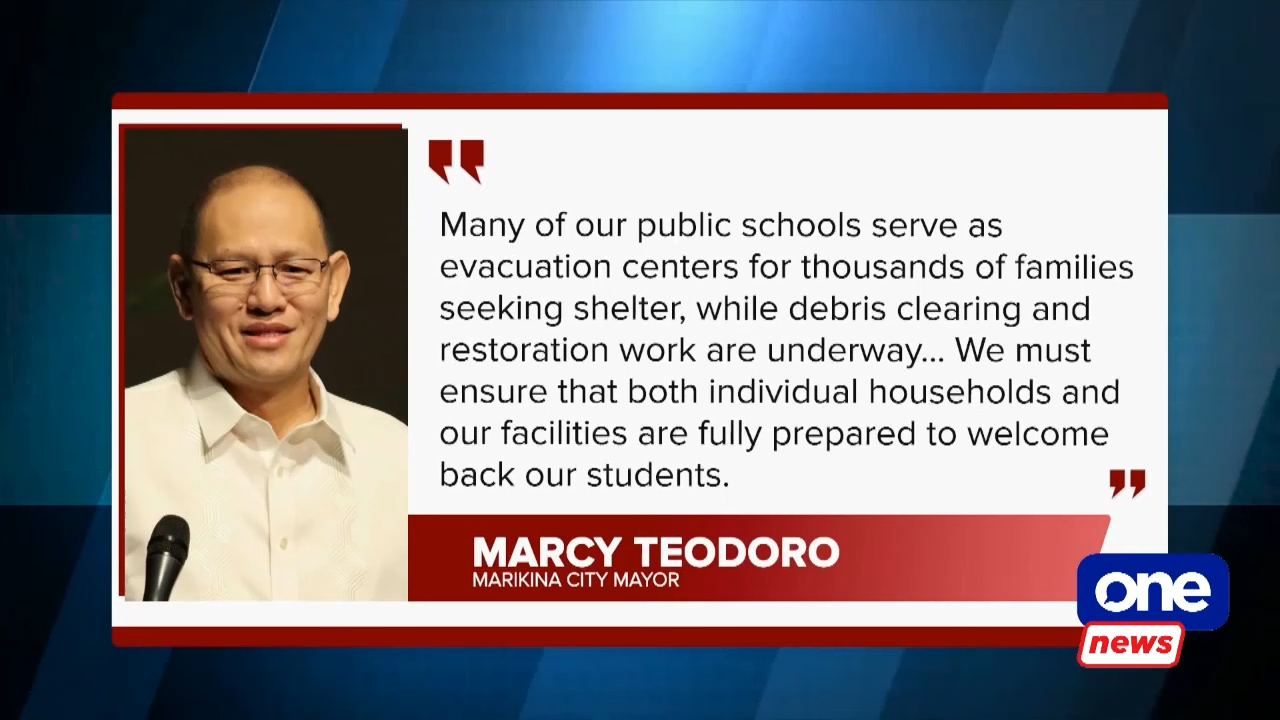 Many of our public schools serve as
evacuation centers for thousands of families
seeking shelter, while debris clearing and
restoration work are underway... We must
ensure that both individual households and
our facilities are fully prepared to welcome
back our students.
MARCY TEODORO
MARIKINA CITY MAYOR
one
news